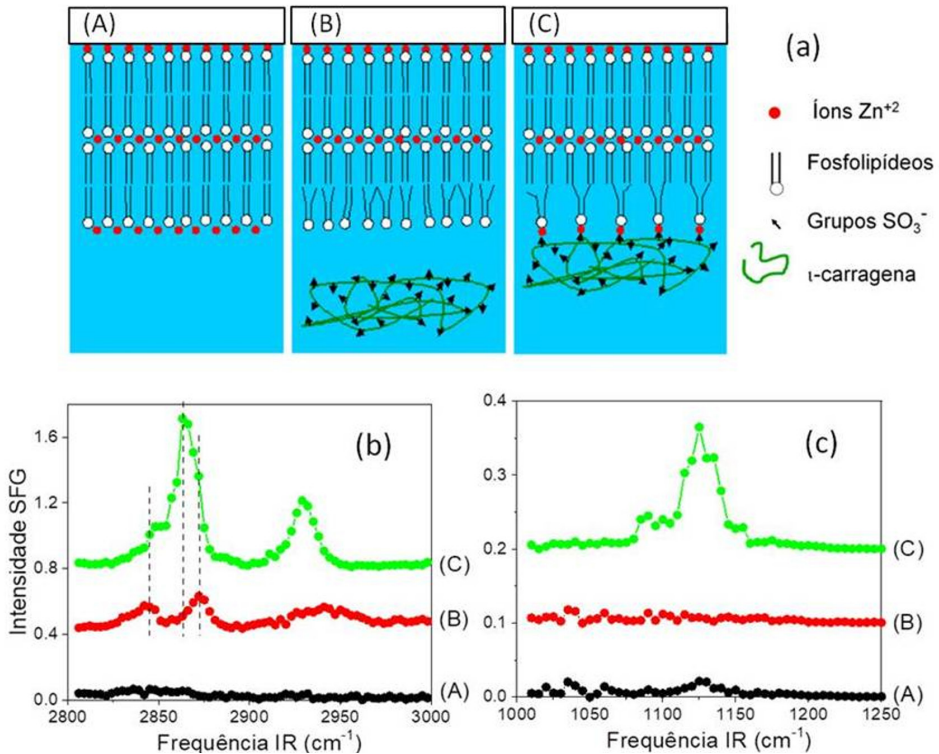 (A)
(B)
(C)
(a)
Íons Zn+2
Fosfolipídeos
Grupos SO3-
ι-carragena
Intensidade SFG
1.6
1.2
0.8
0.4
0.0
(b)
(C)
(B)
(A)
2800 2850 2900 2950 3000
Frequência IR (cm-1)
0.4
0.3
0.2
0.1
0.0
(c)
(C)
(B)
(A)
1000 1050 1100 1150 1200 1250
Frequência IR (cm-1)